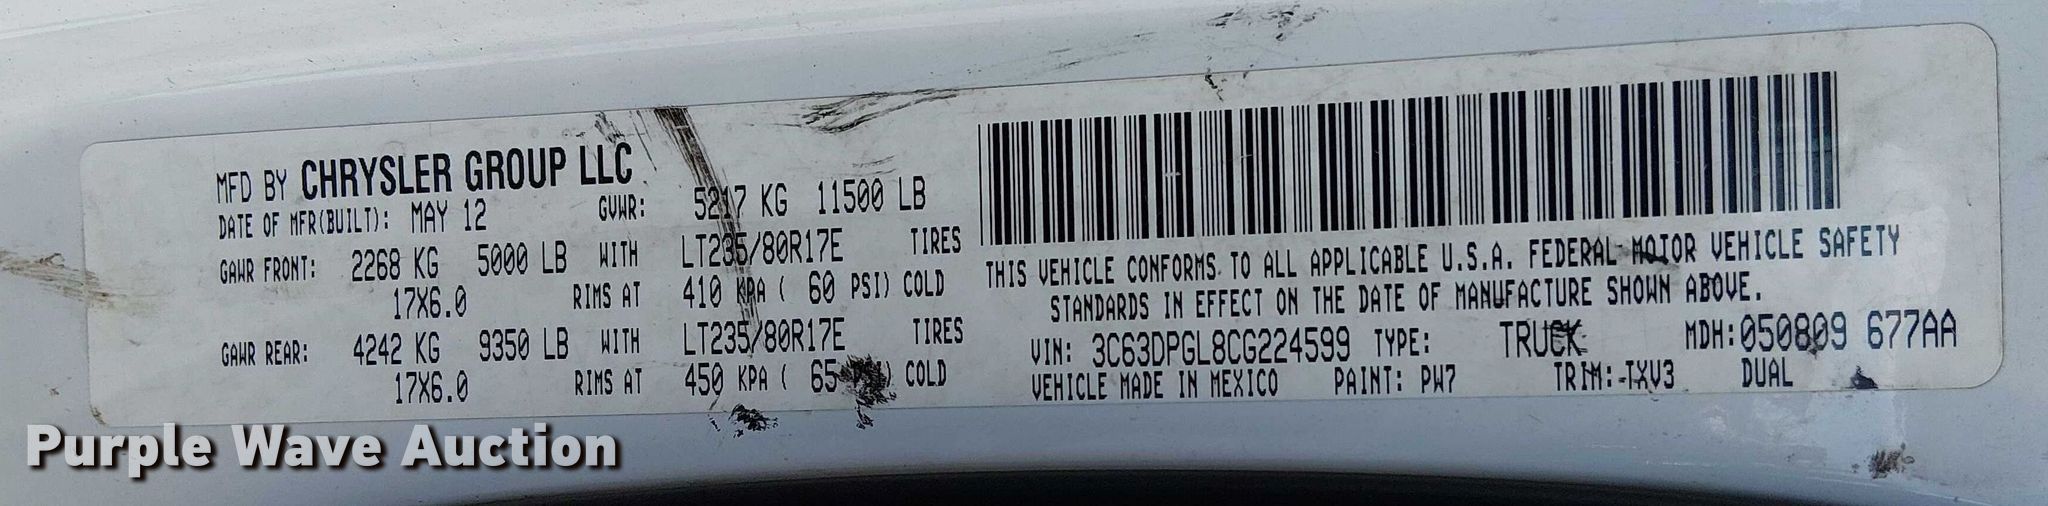 MFD BY CHRYSLER GROUP LLC
DATE OF MFR(BUILT): MAY 12 GVWR: 5217 KG 11500 LB
GAWR FRONT: 2268 KG 5000 LB WITH LT235/80R17E TIRES
17X6.0 RIMS AT 410 KPA ( 60 PSI) COLD
GAWR REAR: 4242 KG 9350 LB WITH LT235/80R17E TIRES
17X6.0 RIMS AT 450 KPA ( 65 COLD
THIS VEHICLE CONFORMS TO ALL APPLICABLE U.S.A. FEDERAL MOTOR VEHICLE SAFETY
STANDARDS IN EFFECT ON THE DATE OF MANUFACTURE SHOWN ABOVE.
VIN: 3C63DPGL8CG224599 TYPE: TRUCK MDH: 050809 677AA
VEHICLE MADE IN MEXICO PAINT: PW7 TRIM: TXV3 DUAL
Purple Wave Auction